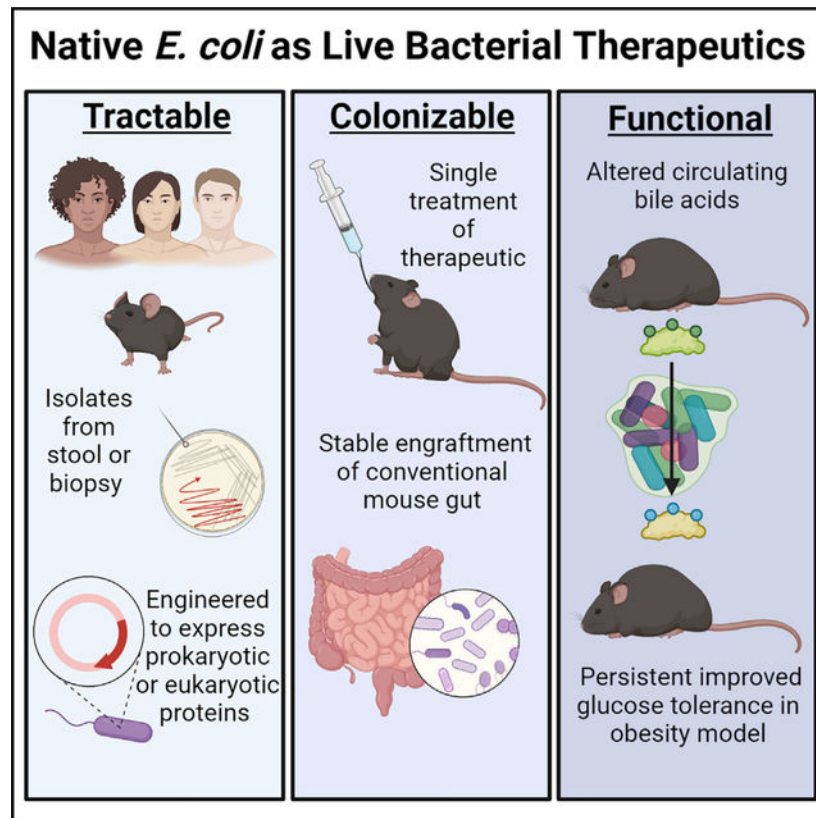 Native E. coli as Live Bacterial Therapeutics
Tractable
Isolates
from
stool or
biopsy
Engineered
to express
prokaryotic
or eukaryotic
proteins
Colonizable
Single
treatment
of
therapeutic
Stable engraftment
of conventional
mouse gut
Functional
Altered circulating
bile acids
Persistent improved
glucose tolerance in
obesity model